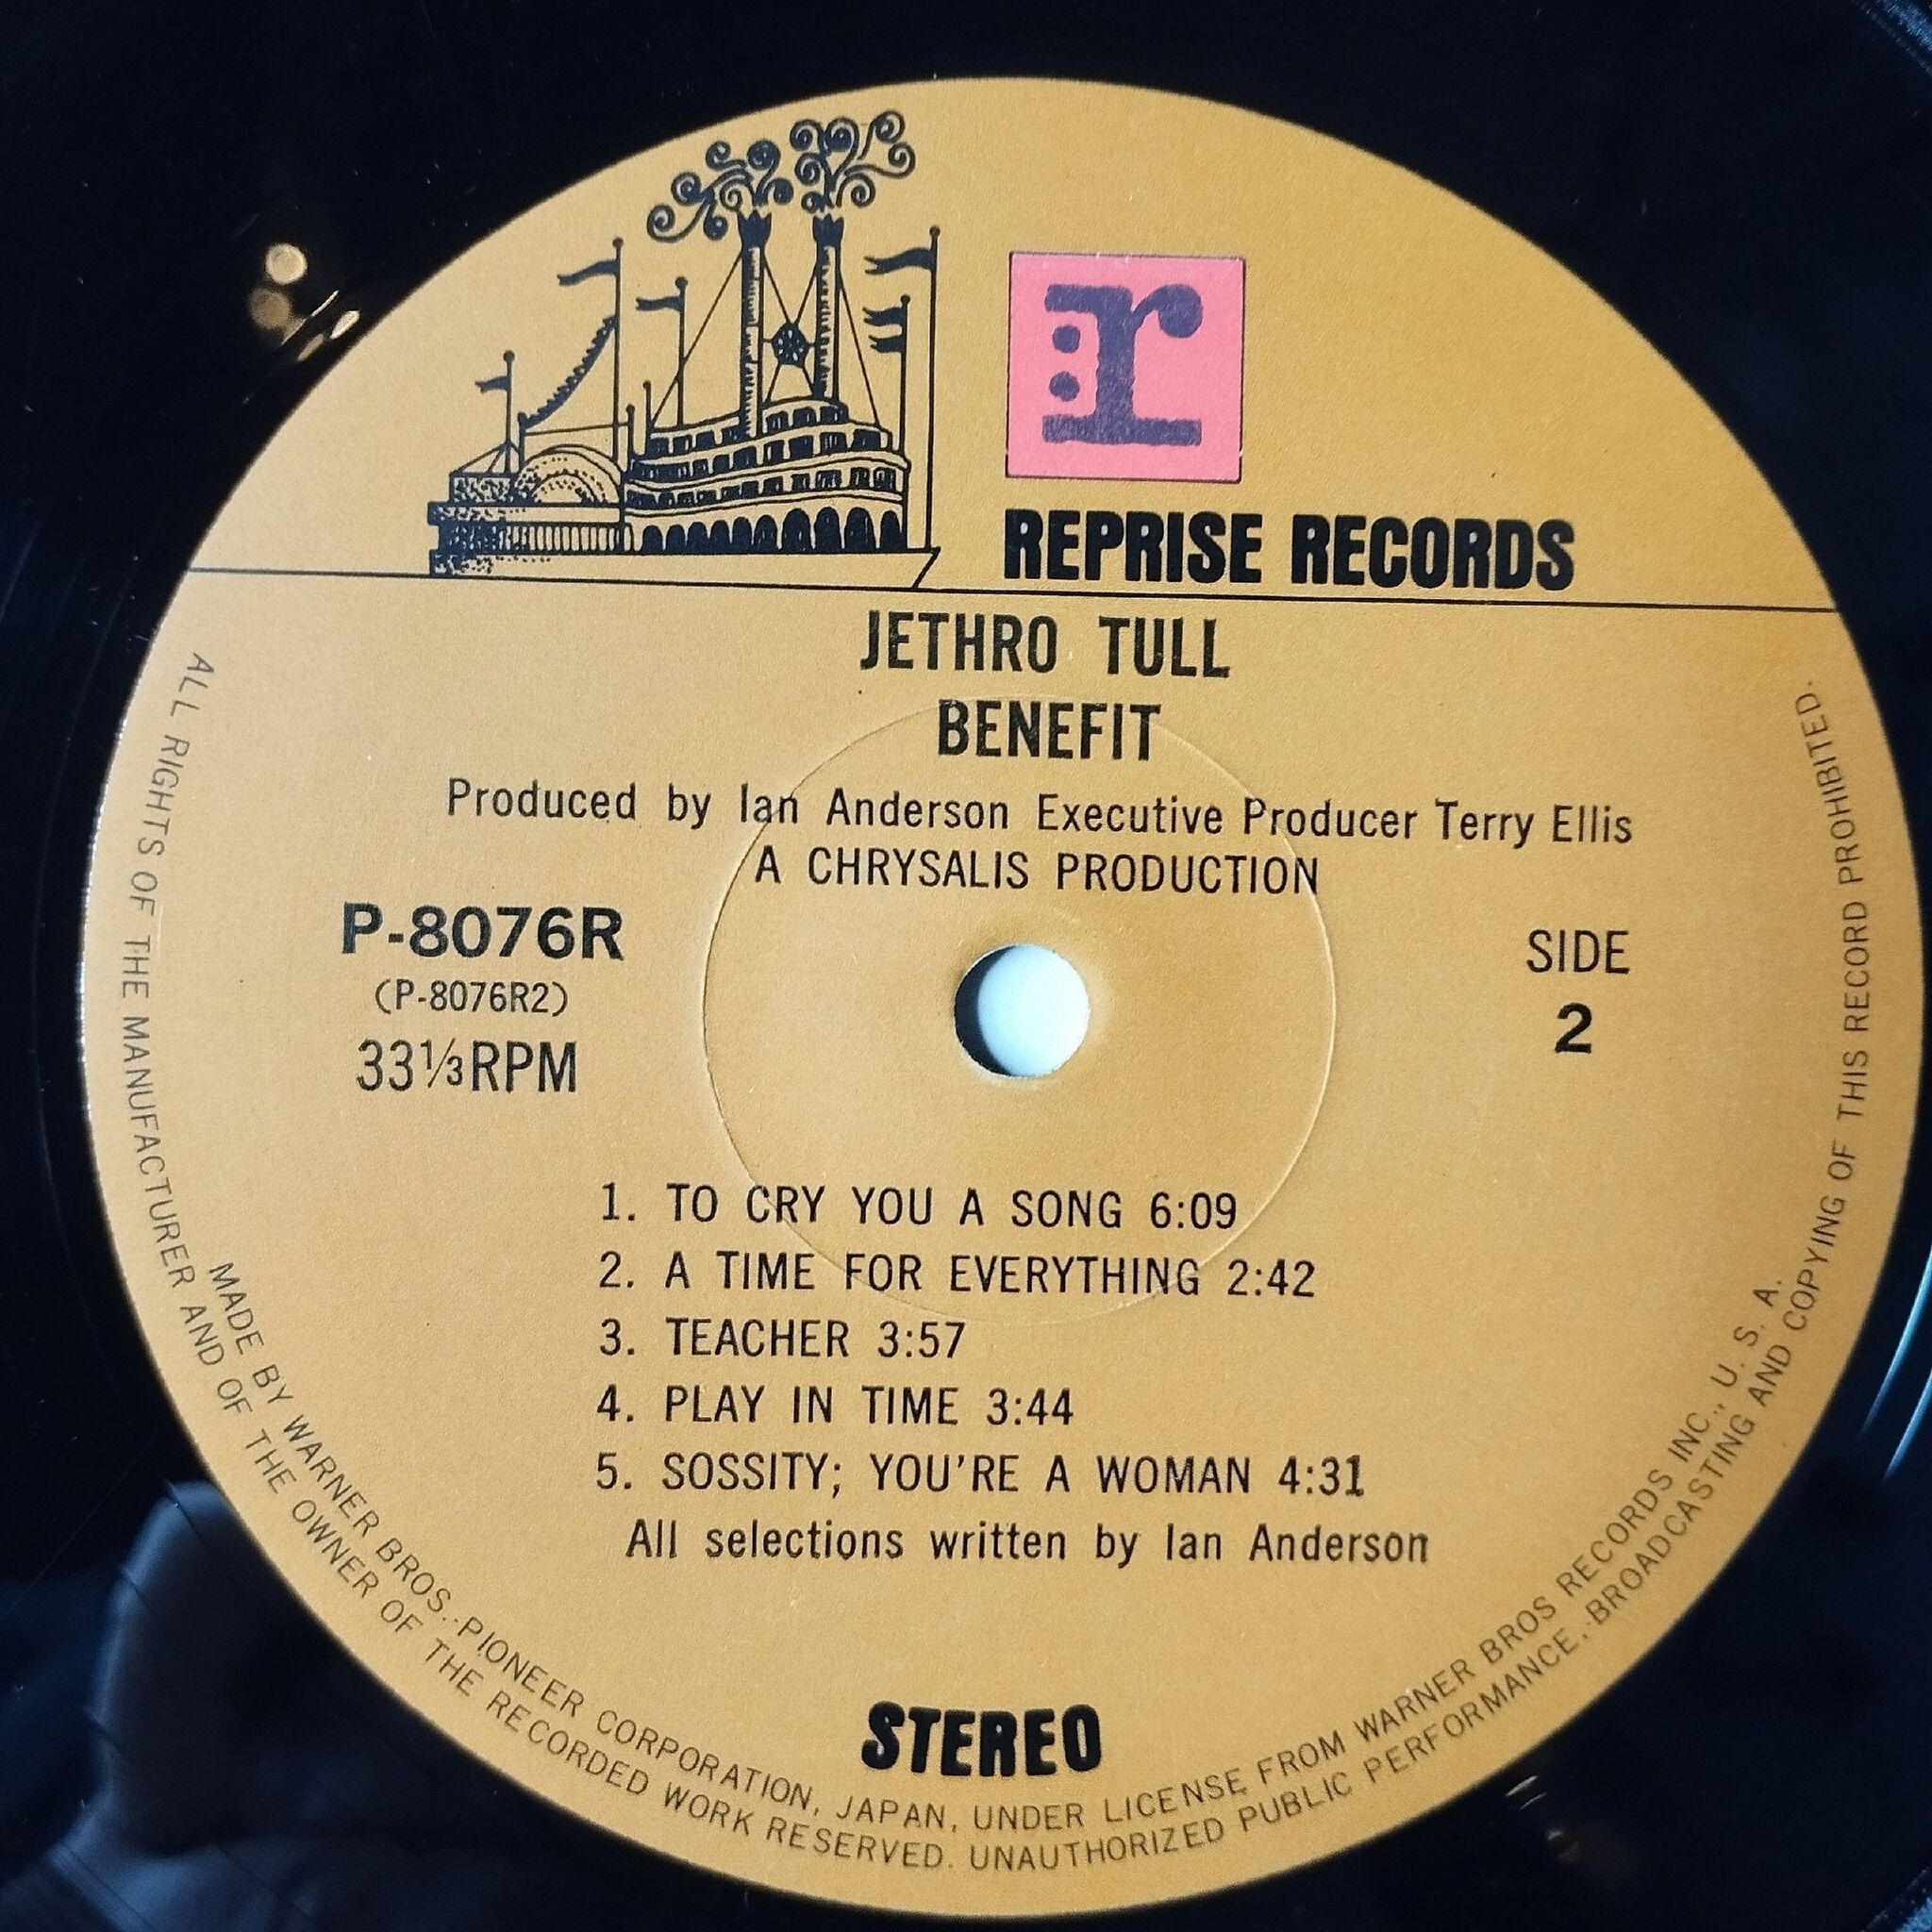 r:
REPRISE RECORDS
JETHRO TULL
BENEFIT
Produced by Ian Anderson Executive Producer Terry Ellis
A CHRYSALIS PRODUCTION
P-8076R
(P-8076R2)
33⅓RPM
SIDE
2
1. TO CRY YOU A SONG 6:09
2. A TIME FOR EVERYTHING 2:42
3. TEACHER 3:57
4. PLAY IN TIME 3:44
5. SOSSITY; YOU'RE A WOMAN 4:31
All selections written by Ian Anderson
STEREO
MADE BY WARNER BROS.-PIONEER CORPORATION, JAPAN, UNDER LICENSE FROM WARNER BROS RECORDS INC., U. S. A.
ALL RIGHTS OF THE MANUFACTURER AND OF THE OWNER OF THE RECORDED WORK RESERVED. UNAUTHORIZED PUBLIC PERFORMANCE, BROADCASTING AND COPYING OF THIS RECORD PROHIBITED.